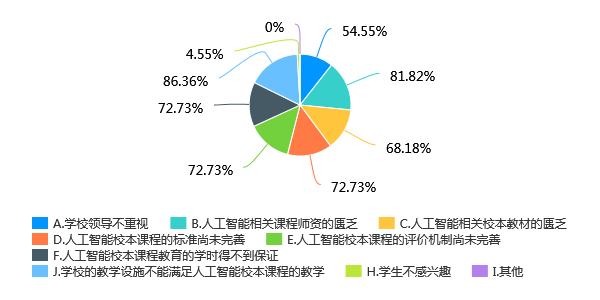 0%
54.55%
4.55%
81.82%
86.36%
72.73%
68.18%
72.73%
72.73%
A.学校领导不重视 B.人工智能相关课程师资的匮乏 C.人工智能相关校本教材的匮乏
D.人工智能校本课程的标准尚未完善 E.人工智能校本课程的评价机制尚未完善
F.人工智能校本课程教育的学时得不到保证
J.学校的教学设施不能满足人工智能校本课程的教学 H.学生不感兴趣 I.其他